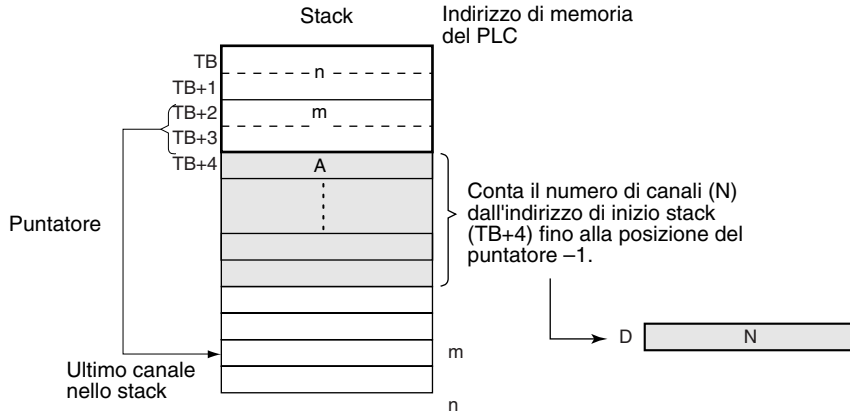 Stack
Indirizzo di memoria
del PLC
TB
n
TB+1
TB+2
m
TB+3
TB+4
A
Puntatore
Conta il numero di canali (N)
dall'indirizzo di inizio stack
(TB+4) fino alla posizione del
puntatore –1.
D
N
m
Ultimo canale
nello stack
n